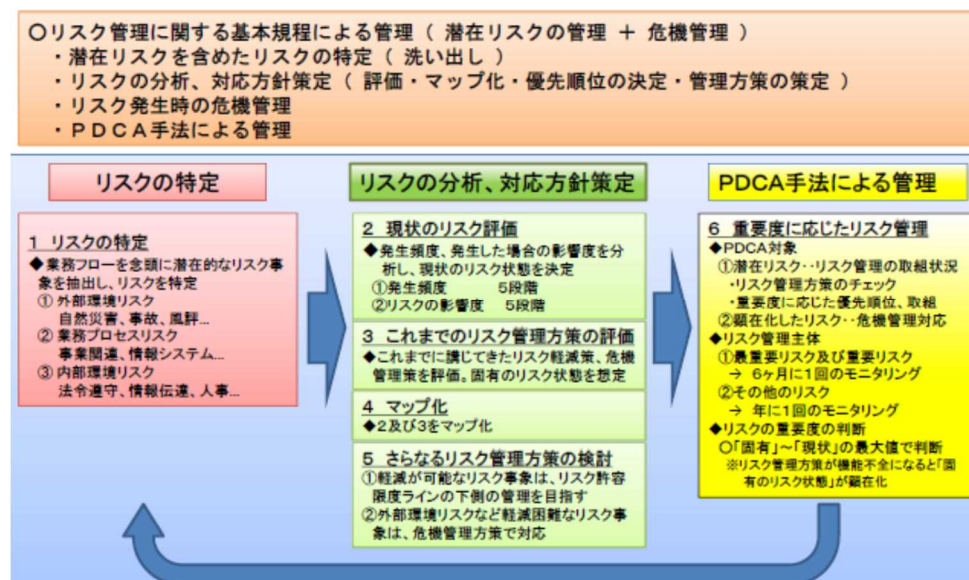 ○リスク管理に関する基本規程による管理（ 潜在リスクの管理 ＋ 危機管理 ）
・潜在リスクを含めたリスクの特定（ 洗い出し ）
・リスクの分析、対応方針策定（ 評価・マップ化・優先順位の決定・管理方策の策定 ）
・リスク発生時の危機管理
・ＰＤＣＡ手法による管理
リスクの特定
１ リスクの特定
◆業務フローを念頭に潜在的なリスク事
象を抽出し、リスクを特定
① 外部環境リスク
自然災害、事故、風評…
② 業務プロセスリスク
事業関連、情報システム…
③ 内部環境リスク
法令遵守、情報伝達、人事…
リスクの分析、対応方針策定
２ 現状のリスク評価
◆発生頻度、発生した場合の影響度を分
析し、現状のリスク状態を決定
①発生頻度 ５段階
②リスクの影響度 ５段階
３ これまでのリスク管理方策の評価
◆これまでに講じてきたリスク軽減策、危機
管理策を評価。固有のリスク状態を想定
４ マップ化
◆２及び３をマップ化
５ さらなるリスク管理方策の検討
①軽減が可能なリスク事象は、リスク許容
限度ラインの下側の管理を目指す
②外部環境リスクなど軽減困難なリスク事
象は、危機管理方策で対応
PDCA手法による管理
６ 重要度に応じたリスク管理
◆PDCA対象
①潜在リスク‥リスク管理の取組状況
・リスク管理方策のチェック
・重要度に応じた優先順位、取組
②顕在化したリスク‥危機管理対応
◆リスク管理主体
①最重要リスク及び重要リスク
→ ６ヶ月に１回のモニタリング
②その他のリスク
→ 年に１回のモニタリング
◆リスクの重要度の判断
○「固有」～「現状」の最大値で判断
※リスク管理方策が機能不全になると「固
有のリスク状態」が顕在化